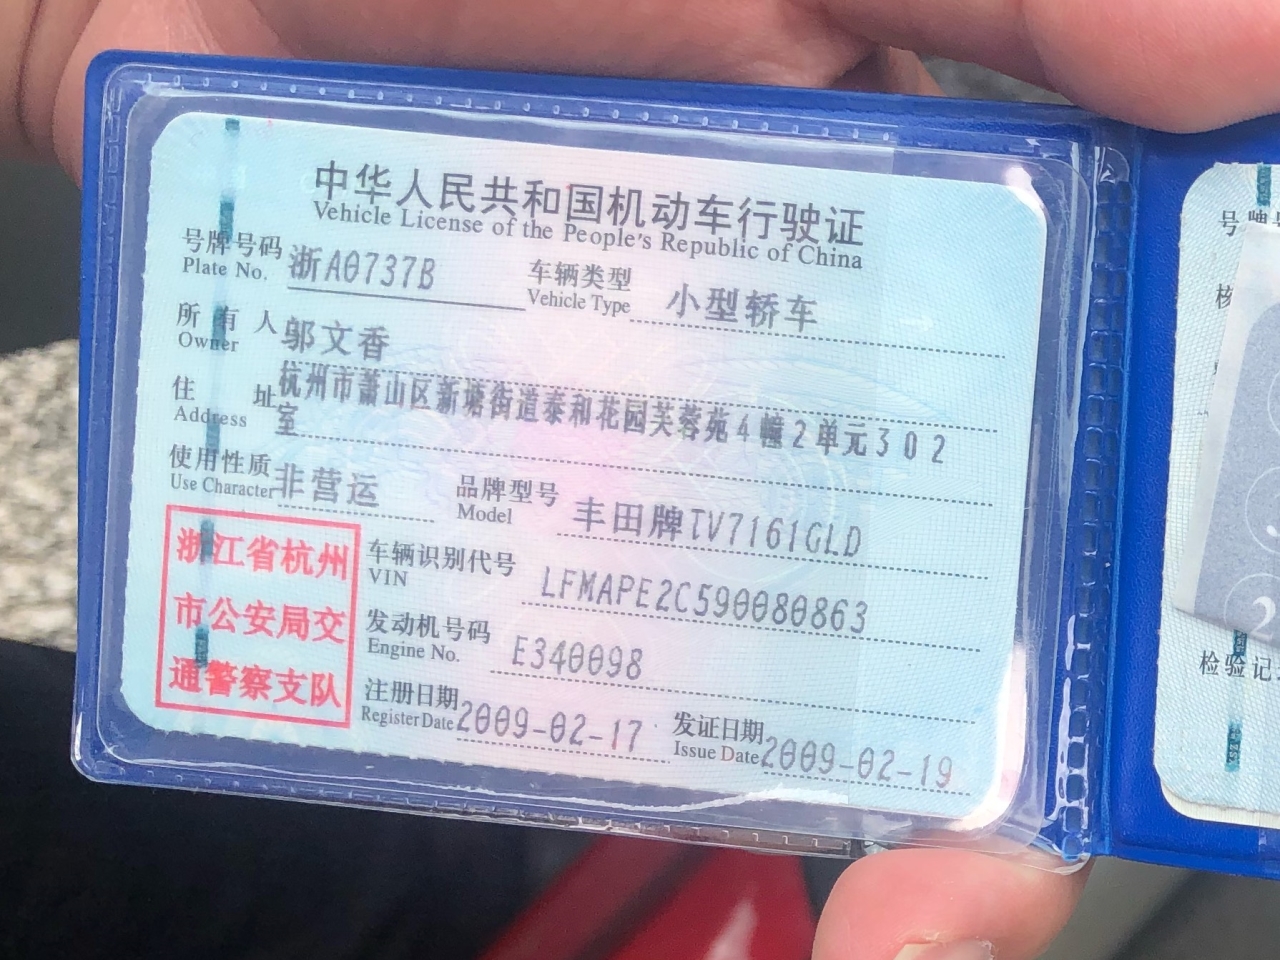 中华人民共和国机动车行驶证
Vehicle License of the People's Republic of China
号牌号码 浙A0737B 车辆类型 小型轿车
Plate No. Vehicle Type
所有人 邬文香
Owner
住址 杭州市萧山区新塘街道泰和花园芙蓉苑4幢2单元302
Address 室
使用性质 非营运 品牌型号 丰田牌TV7161GLD
Use Character Model
车辆识别代号 LFMAPE2C590080863
VIN
发动机号码 E340098
Engine No.
注册日期 2009-02-17 发证日期 2009-02-19
Register Date Issue Date
浙江省杭州
市公安局交
通警察支队
号牌
核
检验记